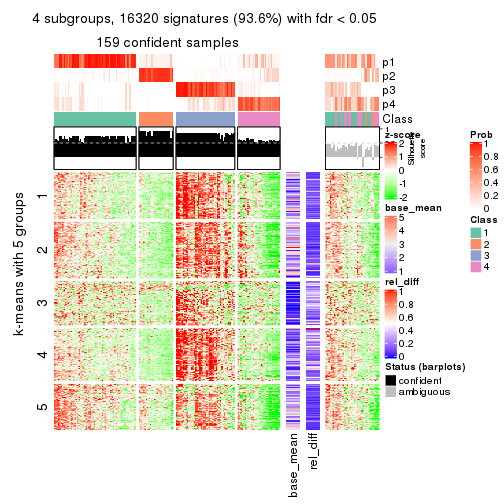 4 subgroups, 16320 signatures (93.6%) with fdr < 0.05
159 confident samples
p1
p2
p3
p4
Class
1
Silhouette
score
z-score
2
1
0
-1
-2
Prob
1
0.8
0.6
0.4
0.2
0
base_mean
5
4
3
2
1
Class
1
2
3
4
rel_diff
1
0.8
0.6
0.4
0.2
0
Status (barplots)
confident
ambiguous
k-means with 5 groups
1
2
3
4
5
base_mean
rel_diff